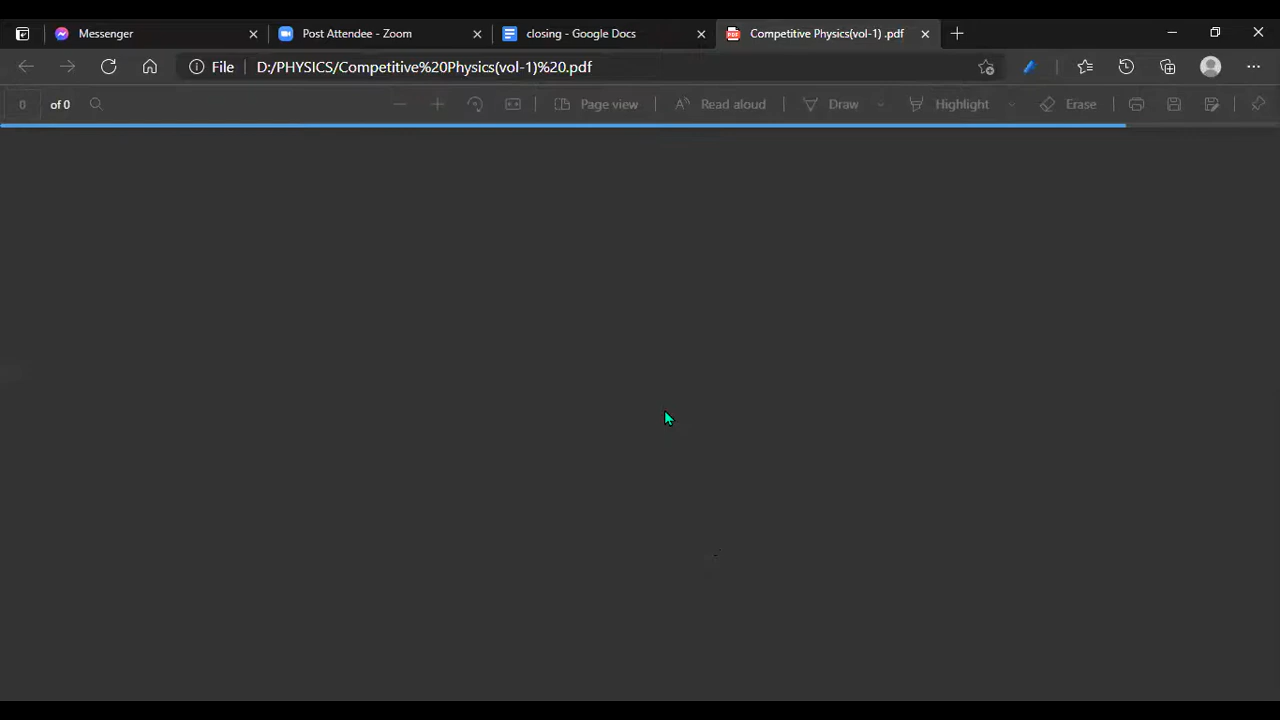 Messenger
Post Attendee - Zoom
closing - Google Docs
Competitive Physics(vol-1) .pdf
File
D:/PHYSICS/Competitive%20Physics(vol-1)%20.pdf
0 of 0
Page view
Read aloud
Draw
Highlight
Erase